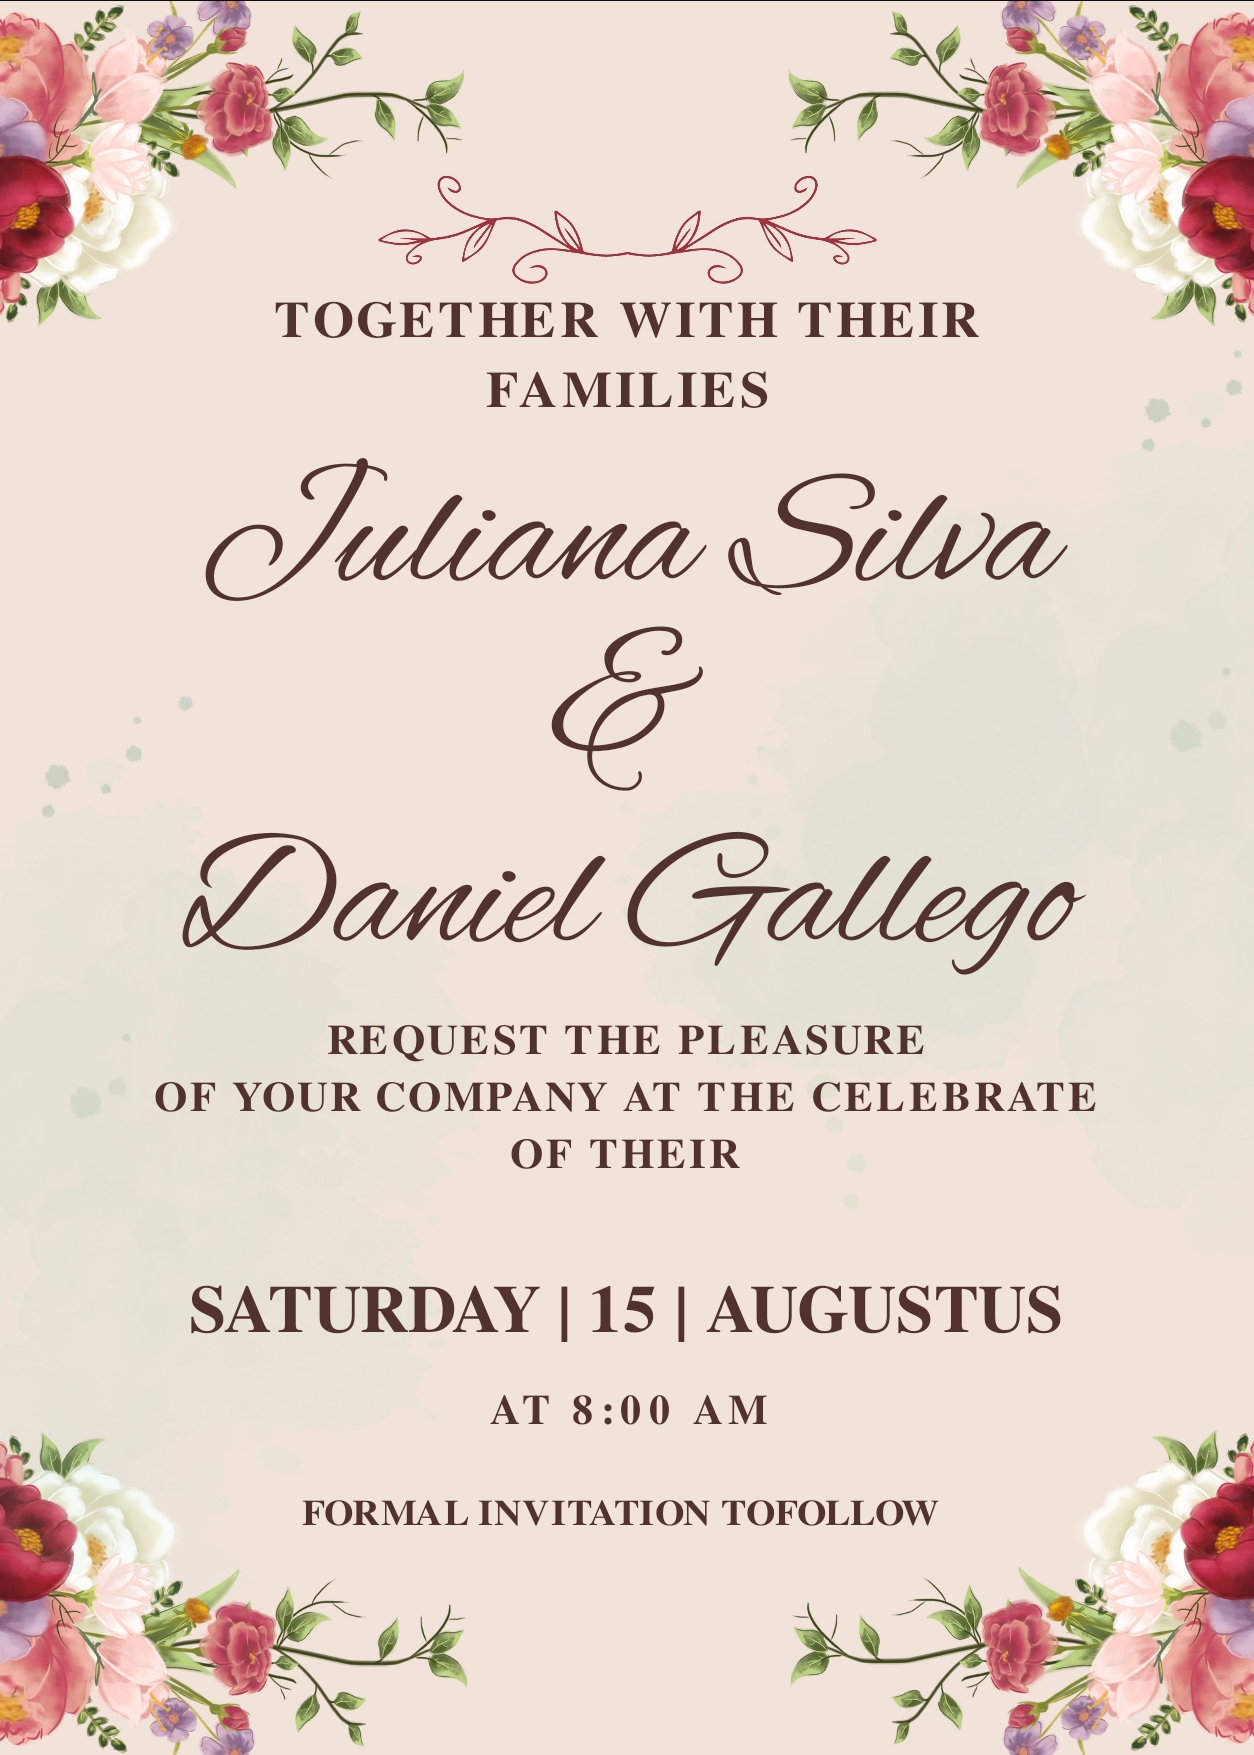 TOGETHER WITH THEIR
FAMILIES
Juliana Silva
&
Daniel Gallego
REQUEST THE PLEASURE
OF YOUR COMPANY AT THE CELEBRATE
OF THEIR
SATURDAY | 15 | AUGUSTUS
AT 8:00 AM
FORMAL INVITATION TOFOLLOW